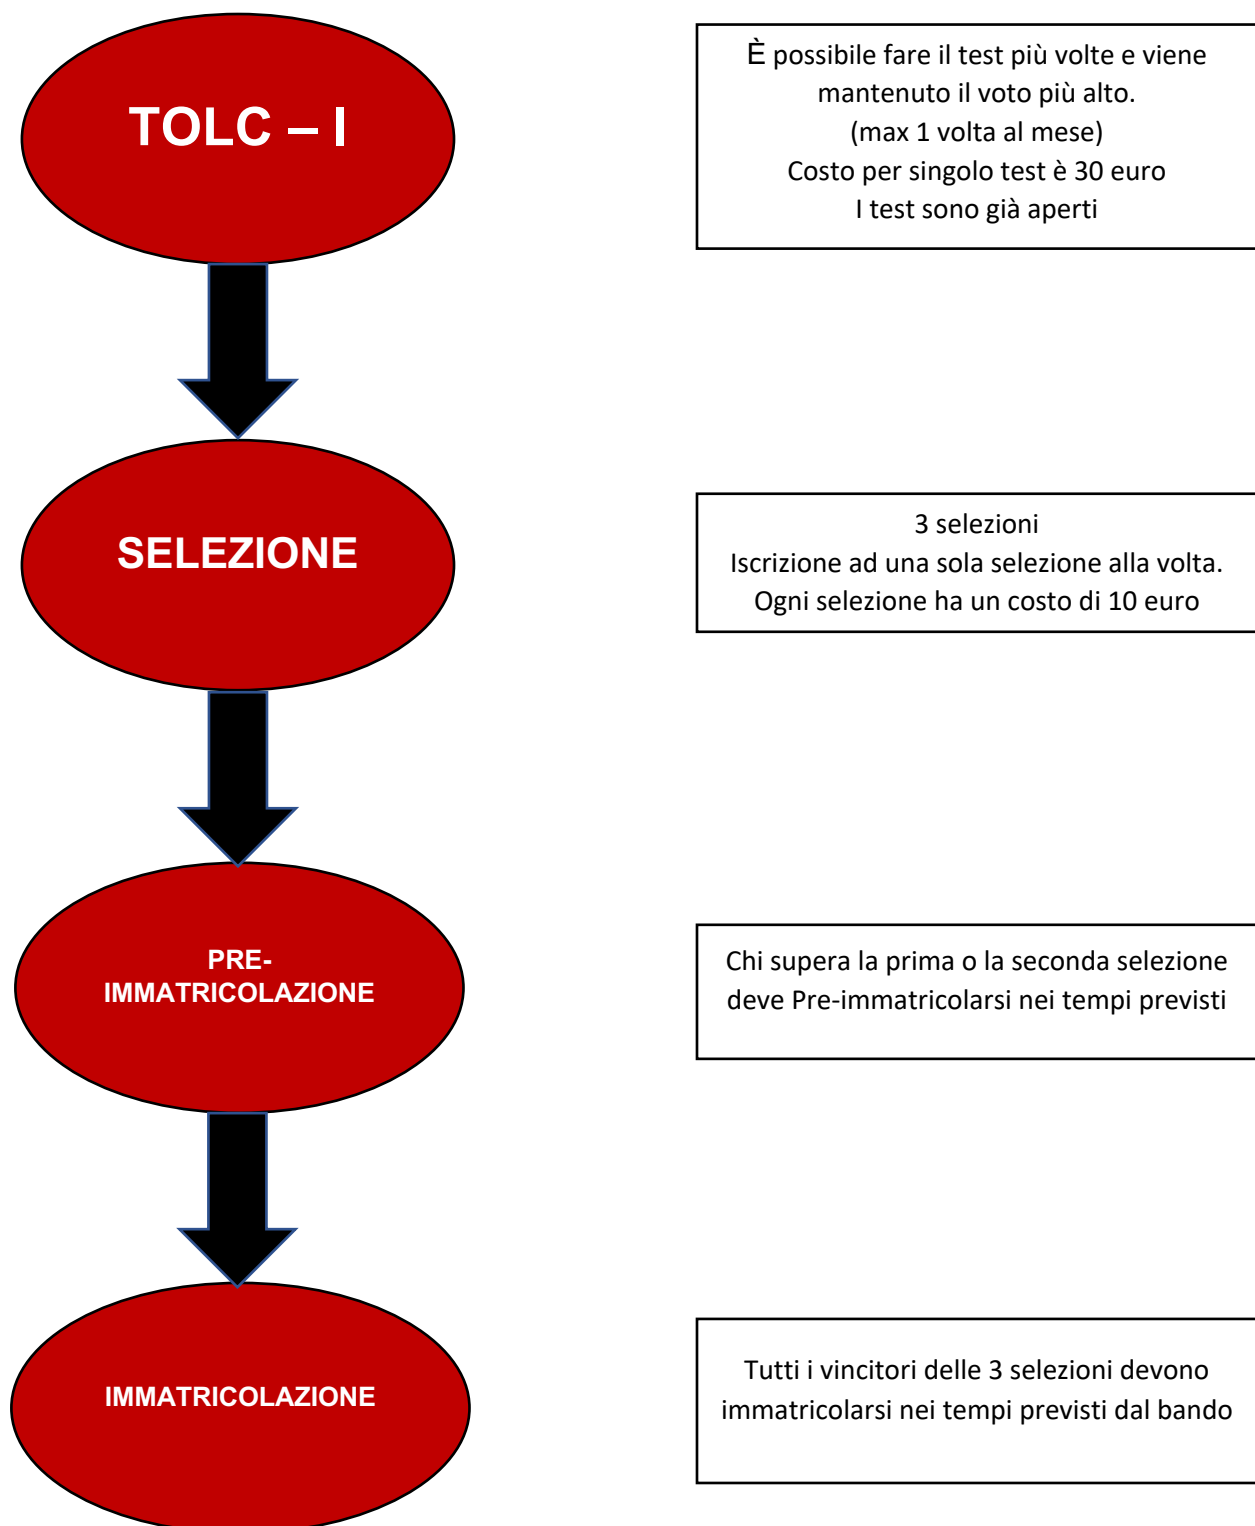 TOLC – I
È possibile fare il test più volte e viene
mantenuto il voto più alto.
(max 1 volta al mese)
Costo per singolo test è 30 euro
I test sono già aperti
SELEZIONE
3 selezioni
Iscrizione ad una sola selezione alla volta.
Ogni selezione ha un costo di 10 euro
PRE-
IMMATRICOLAZIONE
Chi supera la prima o la seconda selezione
deve Pre-immatricolarsi nei tempi previsti
IMMATRICOLAZIONE
Tutti i vincitori delle 3 selezioni devono
immatricolarsi nei tempi previsti dal bando